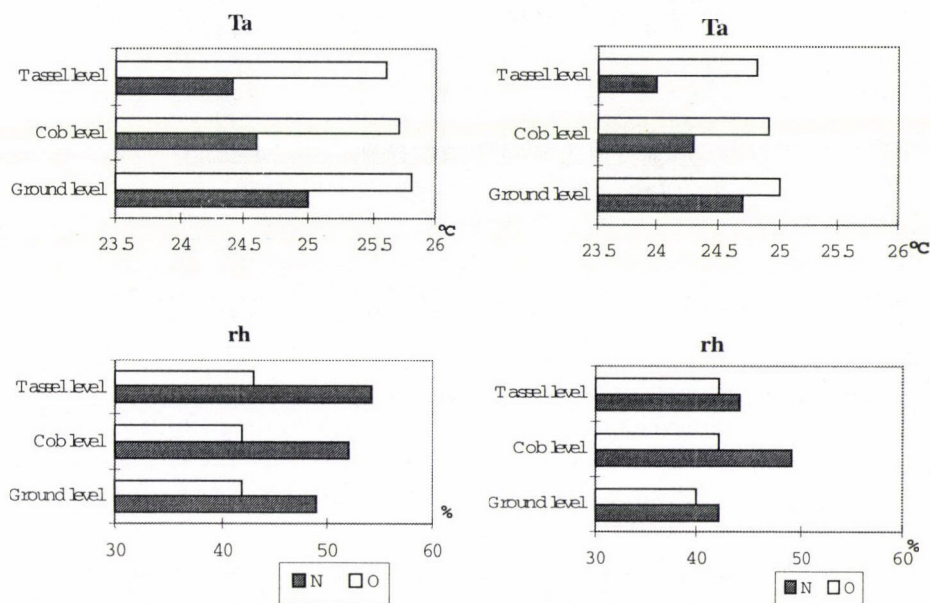 Ta
Tassel level
Cob level
Ground level
23.5 24 24.5 25 25.5 26 °C
Ta
Tassel level
Cob level
Ground level
23.5 24 24.5 25 25.5 26 °C
rh
Tassel level
Cob level
Ground level
%
30 40 50 60
N O
rh
Tassel level
Cob level
Ground level
%
30 40 50 60
N O